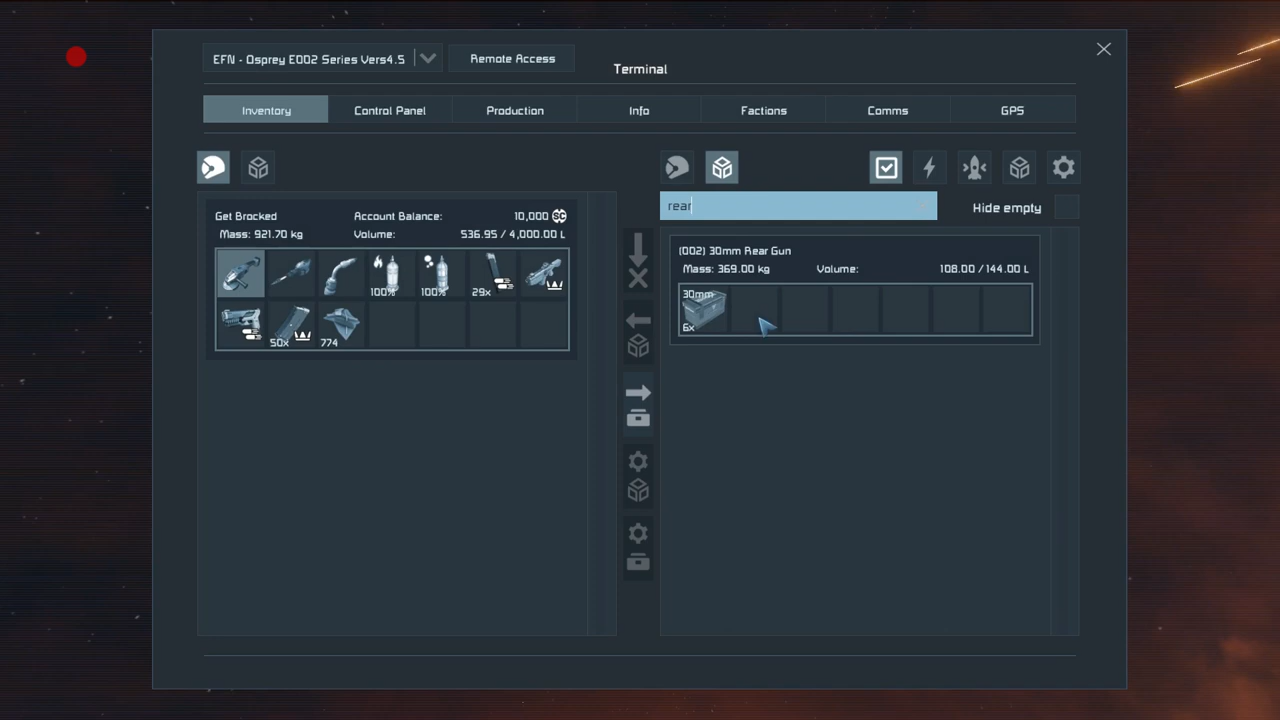 EFN - Osprey E002 Series Vers4.5
Remote Access
Terminal
Inventory
Control Panel
Production
Info
Factions
Comms
GPS
rear
Hide empty
Get Brocked
Account Balance: 10,000 SC
Mass: 921.70 kg
Volume: 536.95 / 4,000.00 L
100%
100%
29x
50x
774
(002) 30mm Rear Gun
Mass: 369.00 kg
Volume: 108.00 / 144.00 L
30mm
6x